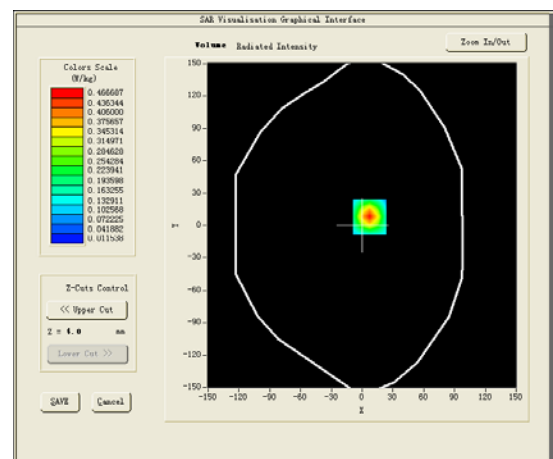 SAR Visualisation Graphical Interface
Volume Radiated Intensity
Zoom In/Out
Colors Scale
(W/kg)
0.466687
0.436344
0.406000
0.375657
0.345314
0.314971
0.284628
0.254284
0.223941
0.193598
0.163255
0.132911
0.102568
0.072225
0.041882
0.011538
Z-Cuts Control
<< Upper Cut
Z = 4.0 mm
Lower Cut >>
SAVE Cancel
150
120
90
60
30
0
-30
-60
-90
-120
-150
Y
-150 -120 -90 -60 -30 0 30 60 90 120 150
X